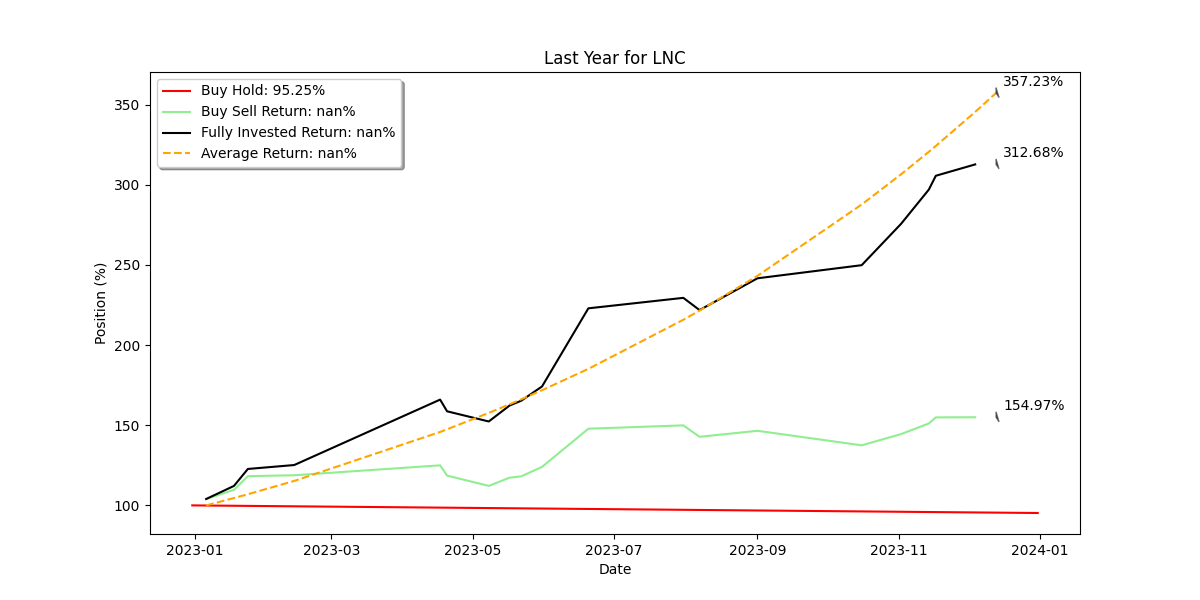 Last Year for LNC
Buy Hold: 95.25%
Buy Sell Return: nan%
Fully Invested Return: nan%
Average Return: nan%
357.23%
312.68%
154.97%
350
300
250
200
150
100
Position (%)
2023-01 2023-03 2023-05 2023-07 2023-09 2023-11 2024-01
Date